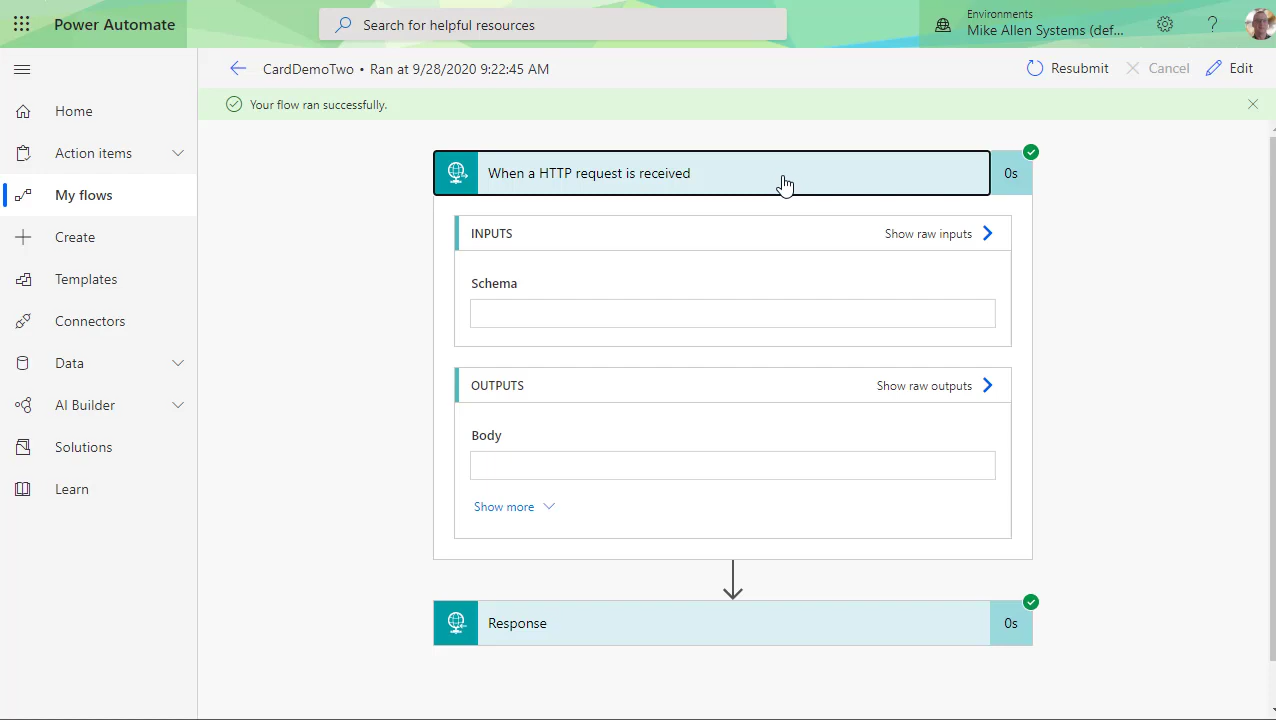 Power Automate
Search for helpful resources
Environments
Mike Allen Systems (def...
CardDemoTwo • Ran at 9/28/2020 9:22:45 AM
Resubmit
Cancel
Edit
Your flow ran successfully.
Home
Action items
My flows
Create
Templates
Connectors
Data
AI Builder
Solutions
Learn
When a HTTP request is received
0s
INPUTS
Show raw inputs
Schema
OUTPUTS
Show raw outputs
Body
Show more
Response
0s